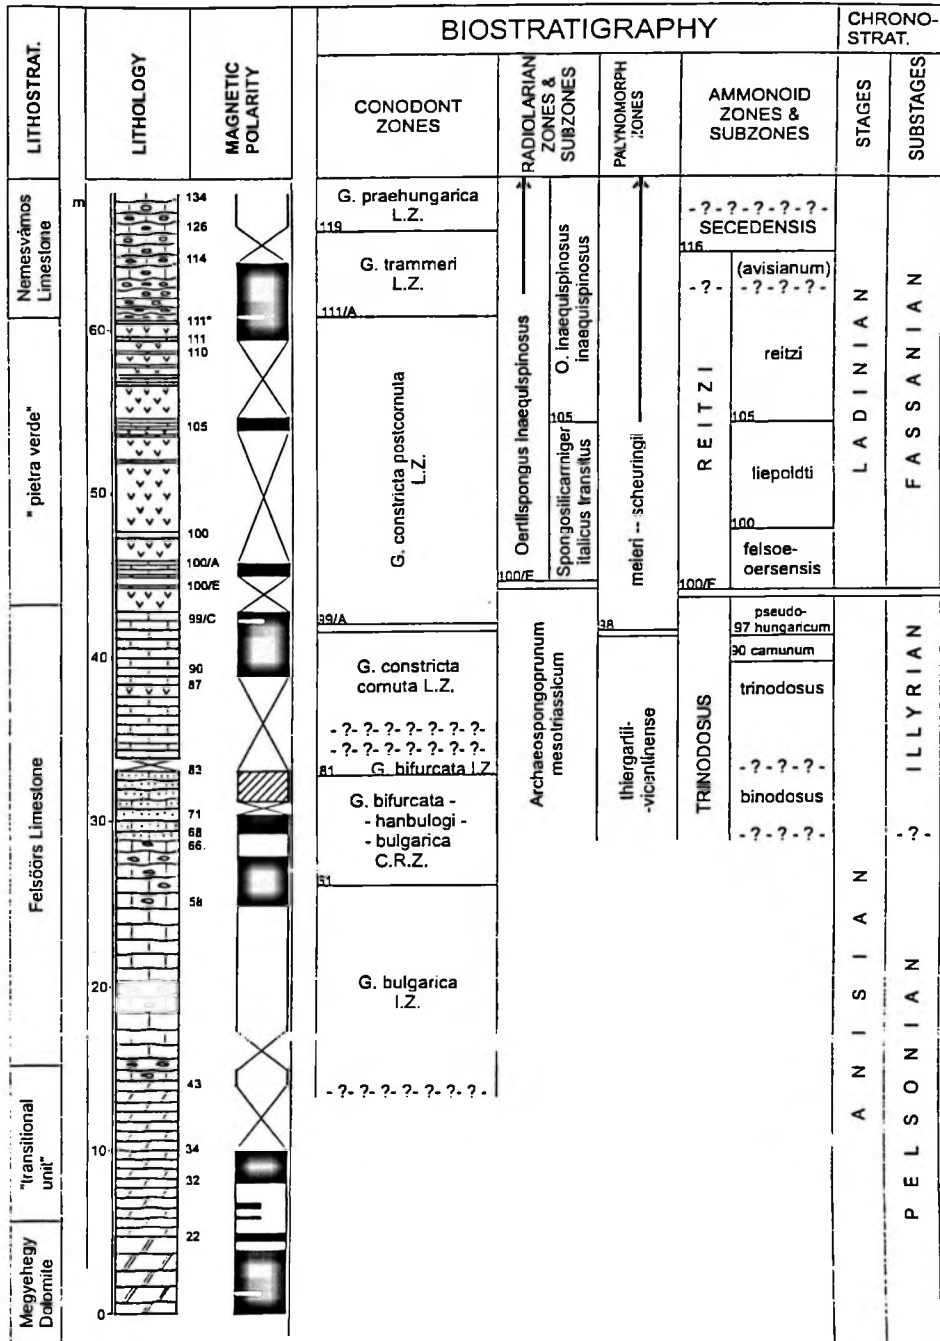 LITHOSTRAT.
LITHOLOGY
MAGNETIC
POLARITY
BIOSTRATIGRAPHY
CHRONO-
STRAT.
CONODONT
ZONES
RADIOLARIAN
ZONES &
SUBZONES
PALYNOMORPH
ZONES
AMMONOID
ZONES &
SUBZONES
STAGES
SUBSTAGES
Nemesvámos
Limestone
" pietra verde"
Felsöörs Limestone
"transitional
unit"
Megyehegy
Dolomite
m
60
50
40
30
20
10
0
134
126
114
111*
111
110
105
100
100/A
100/E
99/C
90
87
83
71
68
66.
58
43
34
32
22
G. praehungarica
L.Z.
119
G. trammeri
L.Z.
111/A
G. constricta postcornuta
L.Z.
99/A
G. constricta
cornuta L.Z.
- ?- ?- ?- ?- ?- ?- ?-
- ?- ?- ?- ?- ?- ?- ?-
81 G. bifurcata I.Z.
G. bifurcata -
- hanbulogi -
- bulgarica
C.R.Z.
61
G. bulgarica
I.Z.
- ?- ?- ?- ?- ?- ?- ?-
Oertlispongus inaequispinosus
100/E
O. inaequispinosus
inaequispinosus
105
Spongosilicarmiger
italicus transitus
Archaeospongoprunum
mesotriassicum
meieri -- scheuringii
98
thiergartii-
-vicentinense
- ?- ?- ?- ?- ?-
SECEDENSIS
116
- ?-
(avisianum)
- ?- ?- ?- ?-
REITZI
reitzi
105
liepoldti
100
felsoe-
oersensis
100/E
pseudo-
97 hungaricum
90 camunum
TRINODOSUS
trinodosus
- ?- ?- ?-
binodosus
- ?- ?- ?-
LADINIAN
ANISIAN
FASSANIAN
ILLYRIAN
- ?-
PELSONIAN